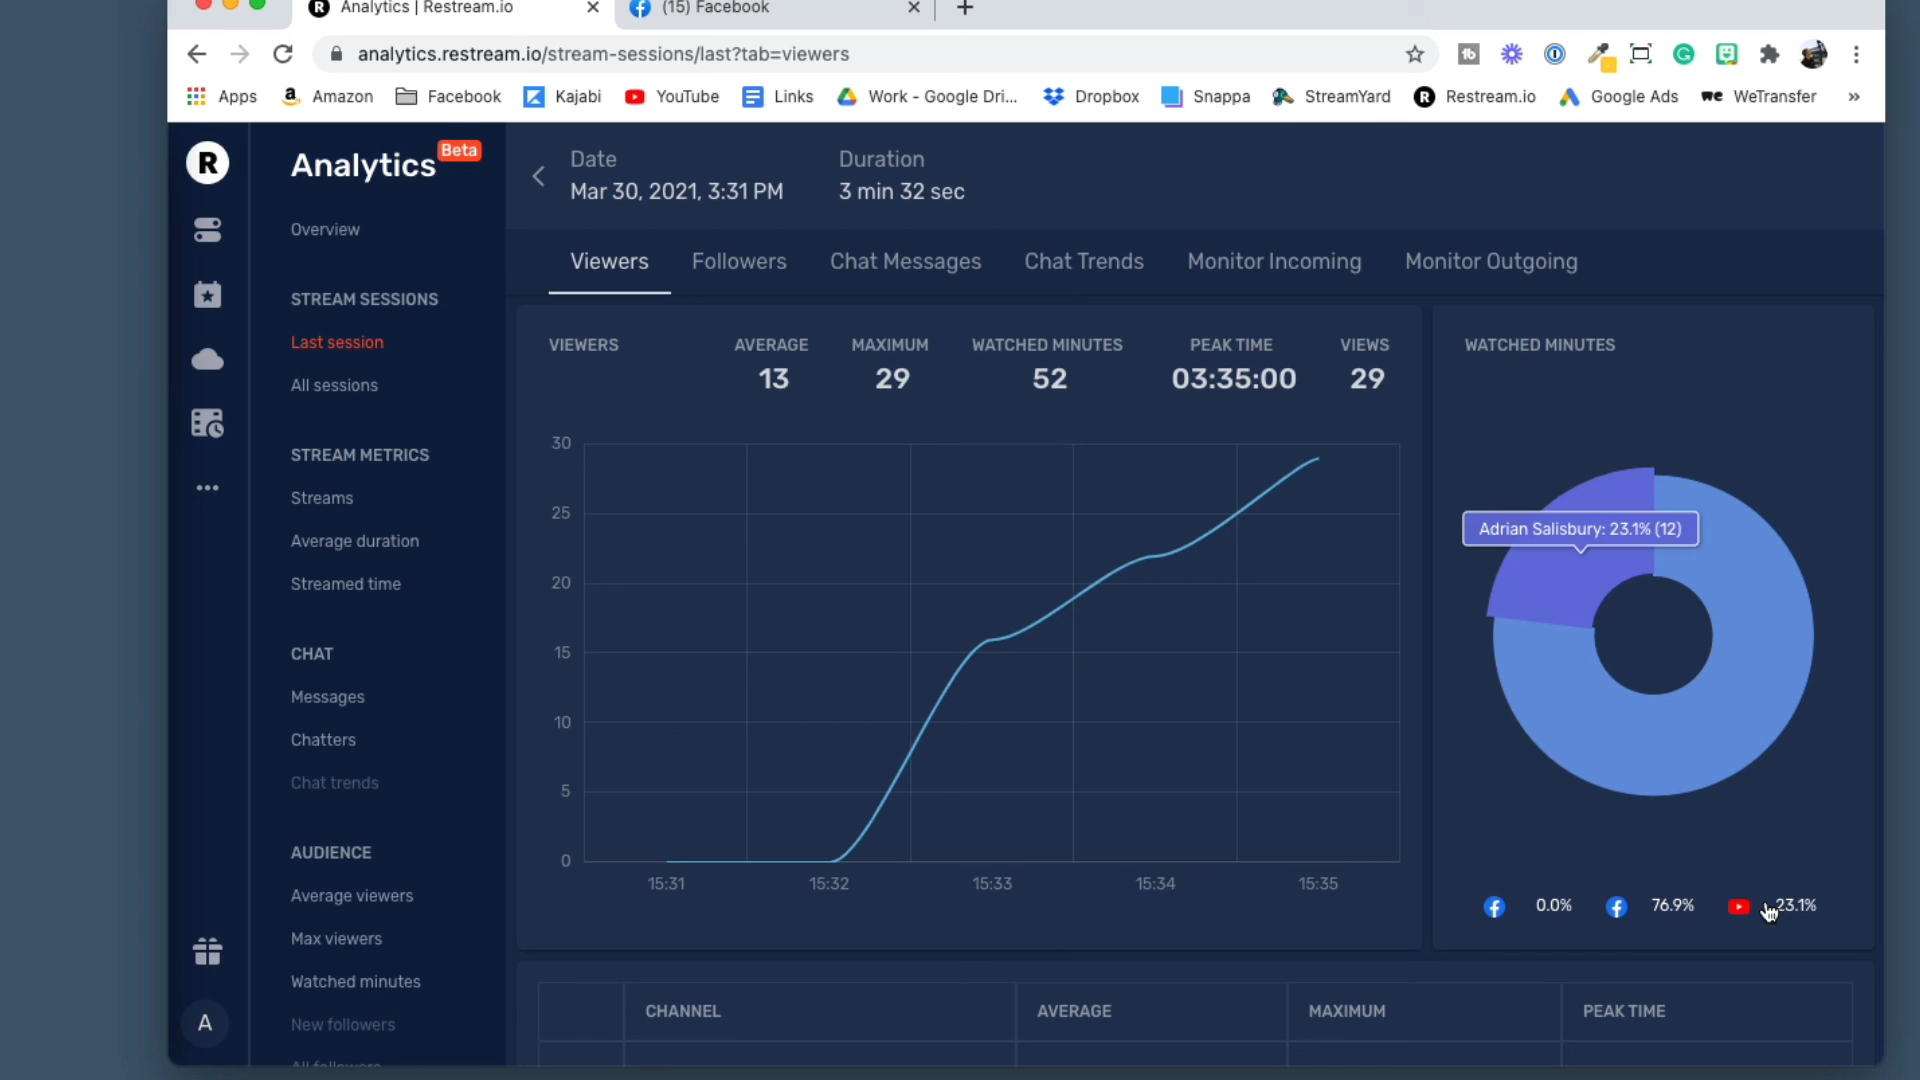 Analytics | Restream.io
(15) Facebook
analytics.restream.io/stream-sessions/last?tab=viewers
Apps
Amazon
Facebook
Kajabi
YouTube
Links
Work - Google Dri...
Dropbox
Snappa
StreamYard
Restream.io
Google Ads
WeTransfer
Analytics
Beta
Overview
STREAM SESSIONS
Last session
All sessions
STREAM METRICS
Streams
Average duration
Streamed time
CHAT
Messages
Chatters
Chat trends
AUDIENCE
Average viewers
Max viewers
Watched minutes
New followers
All followers
A
Date
Mar 30, 2021, 3:31 PM
Duration
3 min 32 sec
Viewers
Followers
Chat Messages
Chat Trends
Monitor Incoming
Monitor Outgoing
VIEWERS
AVERAGE
13
MAXIMUM
29
WATCHED MINUTES
52
PEAK TIME
03:35:00
VIEWS
29
30
25
20
15
10
5
0
15:31
15:32
15:33
15:34
15:35
WATCHED MINUTES
Adrian Salisbury: 23.1% (12)
0.0%
76.9%
23.1%
CHANNEL
AVERAGE
MAXIMUM
PEAK TIME